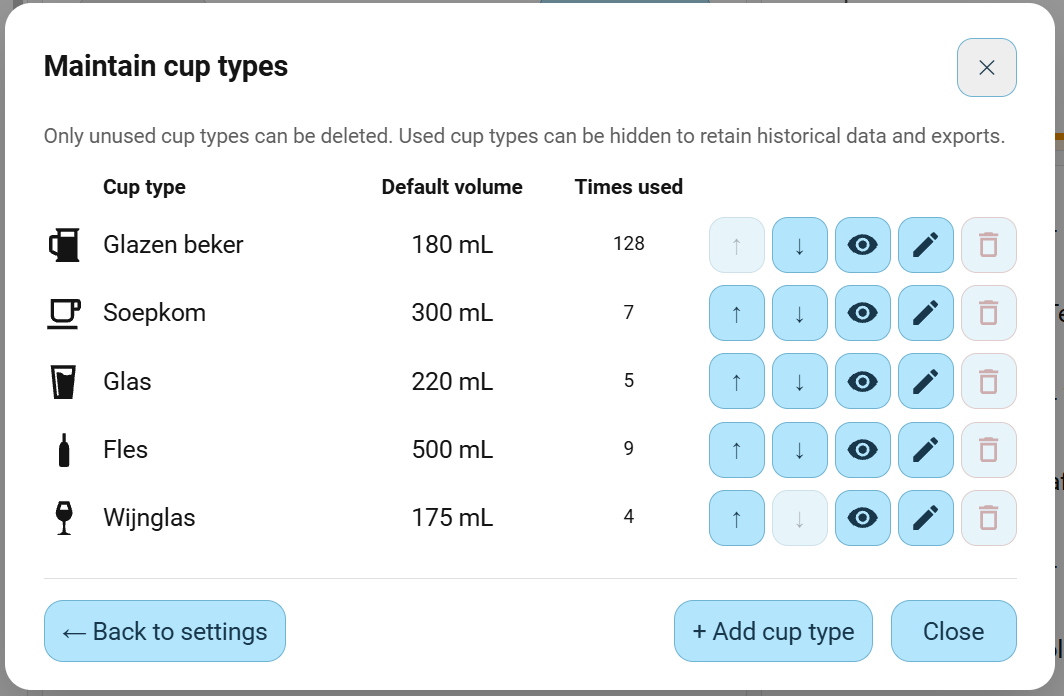 Maintain cup types
Only unused cup types can be deleted. Used cup types can be hidden to retain historical data and exports.
Cup type Default volume Times used
Glazen beker 180 mL 128 ↑ ↓
Soepkom 300 mL 7 ↑ ↓
Glas 220 mL 5 ↑ ↓
Fles 500 mL 9 ↑ ↓
Wijnglas 175 mL 4 ↑ ↓
← Back to settings + Add cup type Close